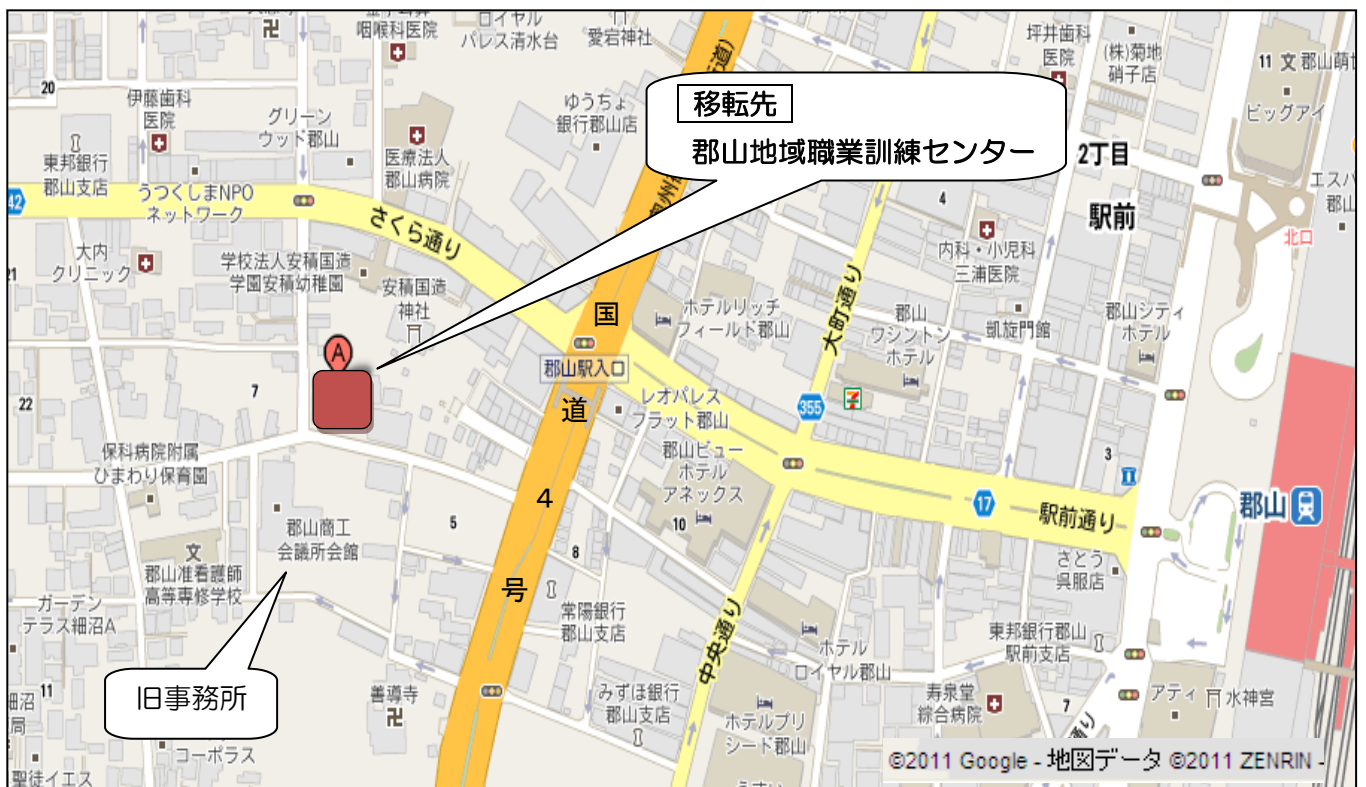 咽喉科医院
ロイヤル
パレス清水台
愛宕神社
坪井歯科
医院
(株)菊地
硝子店
11
文
ビッグアイ
20
伊藤歯科
医院
グリーン
ウッド郡山
ゆうちょ
銀行郡山店
移転先
郡山地域職業訓練センター
2丁目
駅前
東邦銀行
郡山支店
医療法人
郡山病院
うつくしまNPO
ネットワーク
42
さくら通り
4
内科・小児科
三浦医院
北口
大内
クリニック
21
学校法人安積国造
学園安積幼稚園
安積国造
神社
国
道
4
号
ホテルリッチ
フィールド郡山
大町通り
郡山
ワシントン
ホテル
凱旋門館
郡山シティ
ホテル
A
郡山駅入口
7
22
レオパレス
フラット郡山
355
7
保科病院附属
ひまわり保育園
郡山ビュー
ホテル
アネックス
10
3
17
駅前通り
郡山
郡山商工
会議所会館
5
8
文
郡山准看護師
高等専修学校
さとう
呉服店
ガーデン
テラス細沼A
常陽銀行
郡山支店
中央通り
ホテル
ロイヤル郡山
東邦銀行郡山
駅前支店
旧事務所
11
善導寺
みずほ銀行
郡山支店
ホテルプリ
シード郡山
寿泉堂
綜合病院
7
アティ
水神宮
コーポラス
聖徒イエス
©2011 Google - 地図データ ©2011 ZENRIN -